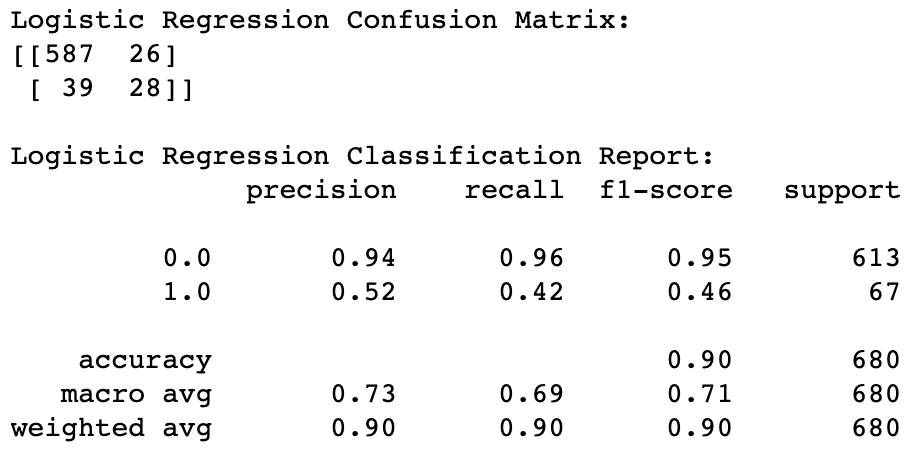 Logistic Regression Confusion Matrix:
[[587  26]
 [ 39  28]]
Logistic Regression Classification Report:
              precision    recall  f1-score   support
         0.0       0.94      0.96      0.95       613
         1.0       0.52      0.42      0.46        67
    accuracy                           0.90       680
   macro avg       0.73      0.69      0.71       680
weighted avg       0.90      0.90      0.90       680